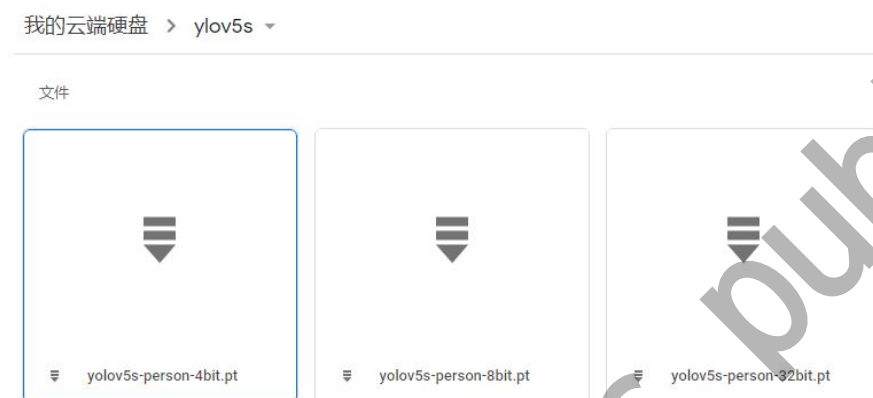 我的云端硬盘 > ylov5s
文件
yolov5s-person-4bit.pt yolov5s-person-8bit.pt yolov5s-person-32bit.pt
pub